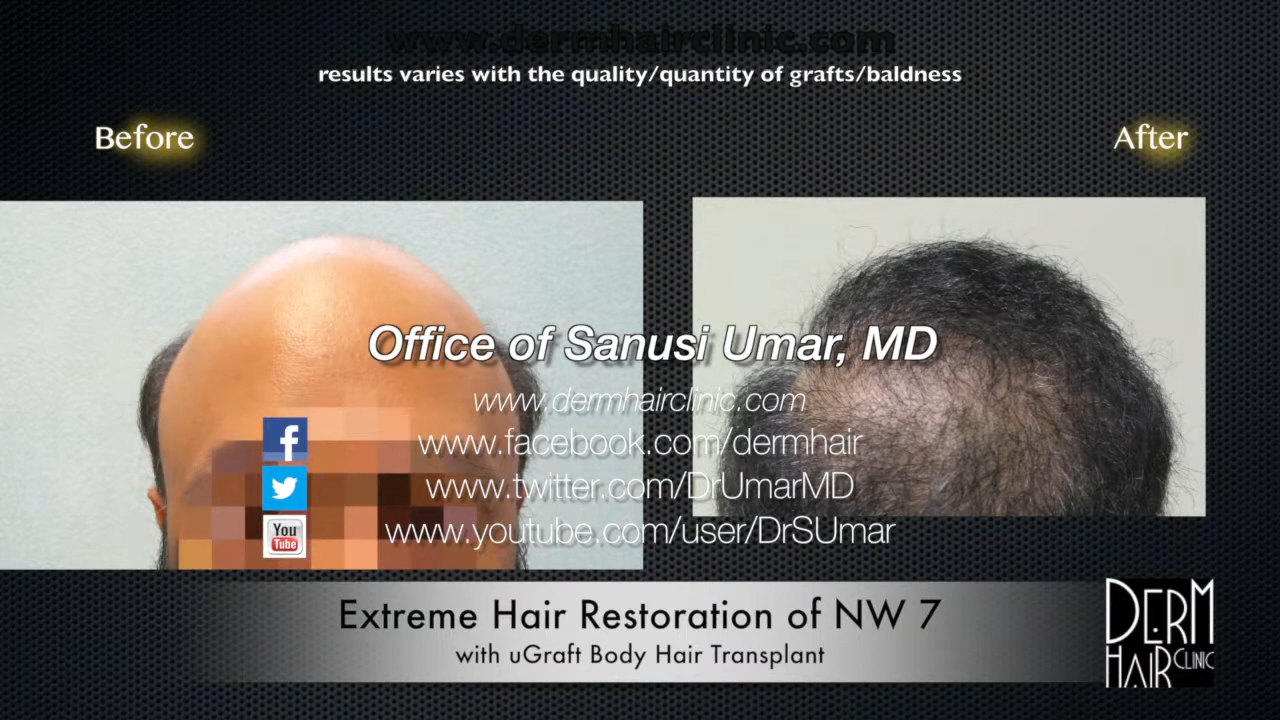 www.dermhairclinic.com
results varies with the quality/quantity of grafts/baldness
Before
After
Office of Sanusi Umar, MD
www.dermhairclinic.com
f
www.facebook.com/dermhair
www.twitter.com/DrUmarMD
You
Tube
www.youtube.com/user/DrSUmar
Extreme Hair Restoration of NW 7
with uGraft Body Hair Transplant
DERM
HAIR CLINIC